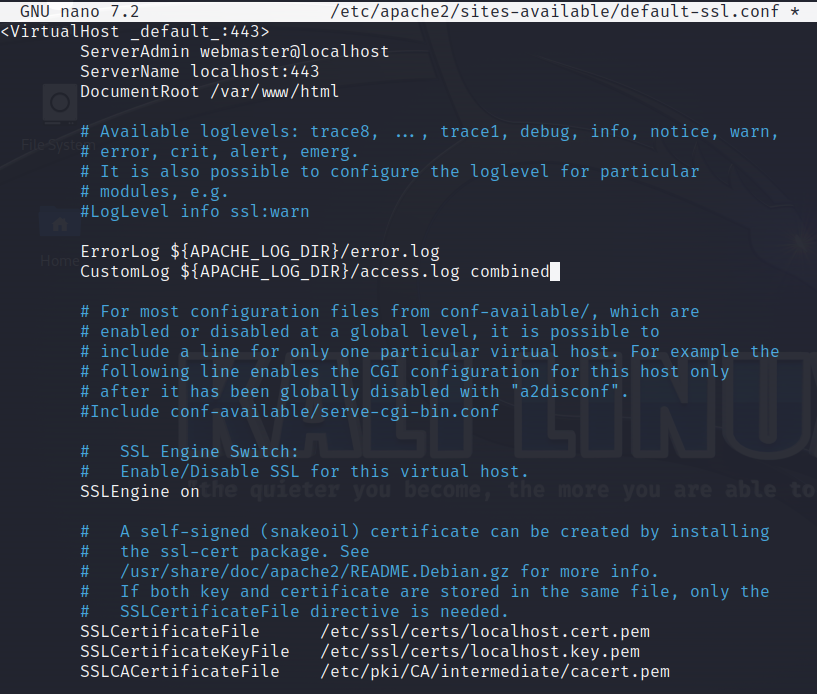 GNU nano 7.2 /etc/apache2/sites-available/default-ssl.conf *
<VirtualHost _default_:443>
ServerAdmin webmaster@localhost
ServerName localhost:443
DocumentRoot /var/www/html
# Available loglevels: trace8, ..., trace1, debug, info, notice, warn,
# error, crit, alert, emerg.
# It is also possible to configure the loglevel for particular
# modules, e.g.
#LogLevel info ssl:warn
ErrorLog ${APACHE_LOG_DIR}/error.log
CustomLog ${APACHE_LOG_DIR}/access.log combined
# For most configuration files from conf-available/, which are
# enabled or disabled at a global level, it is possible to
# include a line for only one particular virtual host. For example the
# following line enables the CGI configuration for this host only
# after it has been globally disabled with "a2disconf".
#Include conf-available/serve-cgi-bin.conf
#   SSL Engine Switch:
#   Enable/Disable SSL for this virtual host.
SSLEngine on
#   A self-signed (snakeoil) certificate can be created by installing
#   the ssl-cert package. See
#   /usr/share/doc/apache2/README.Debian.gz for more info.
#   If both key and certificate are stored in the same file, only the
#   SSLCertificateFile directive is needed.
SSLCertificateFile      /etc/ssl/certs/localhost.cert.pem
SSLCertificateKeyFile   /etc/ssl/certs/localhost.key.pem
SSLCACertificateFile    /etc/pki/CA/intermediate/cacert.pem
File System
Home
KALI LINU
"the quieter you become, the more you are able to